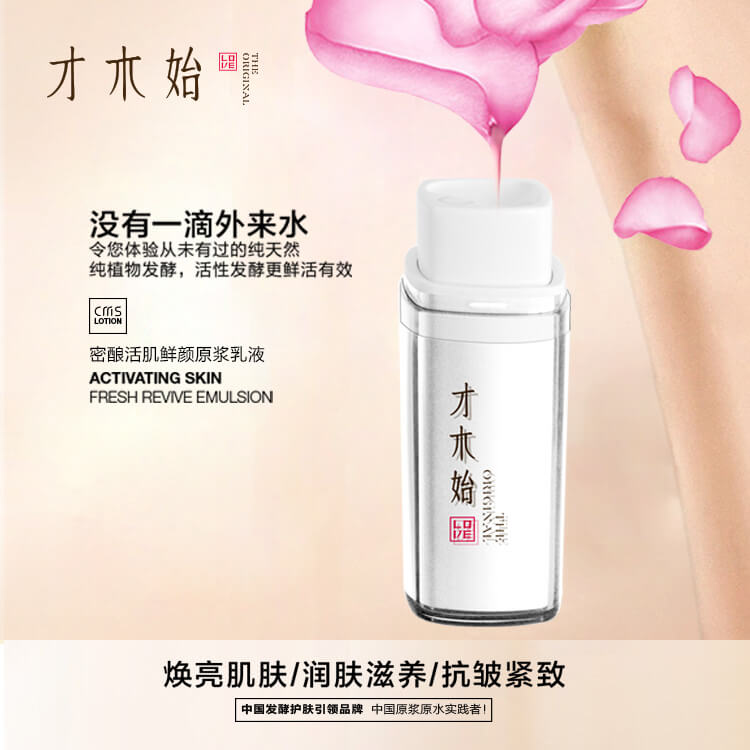 才木始
LOVE
THE
ORIGINAL
没有一滴外来水
令您体验从未有过的纯天然
纯植物发酵，活性发酵更鲜活有效
CMS
LOTION
密酿活肌鲜颜原浆乳液
ACTIVATING SKIN
FRESH REVIVE EMULSION
才木始
LOVE
THE
ORIGINAL
焕亮肌肤/润肤滋养/抗皱紧致
中国发酵护肤引领品牌 中国原浆原水实践者!